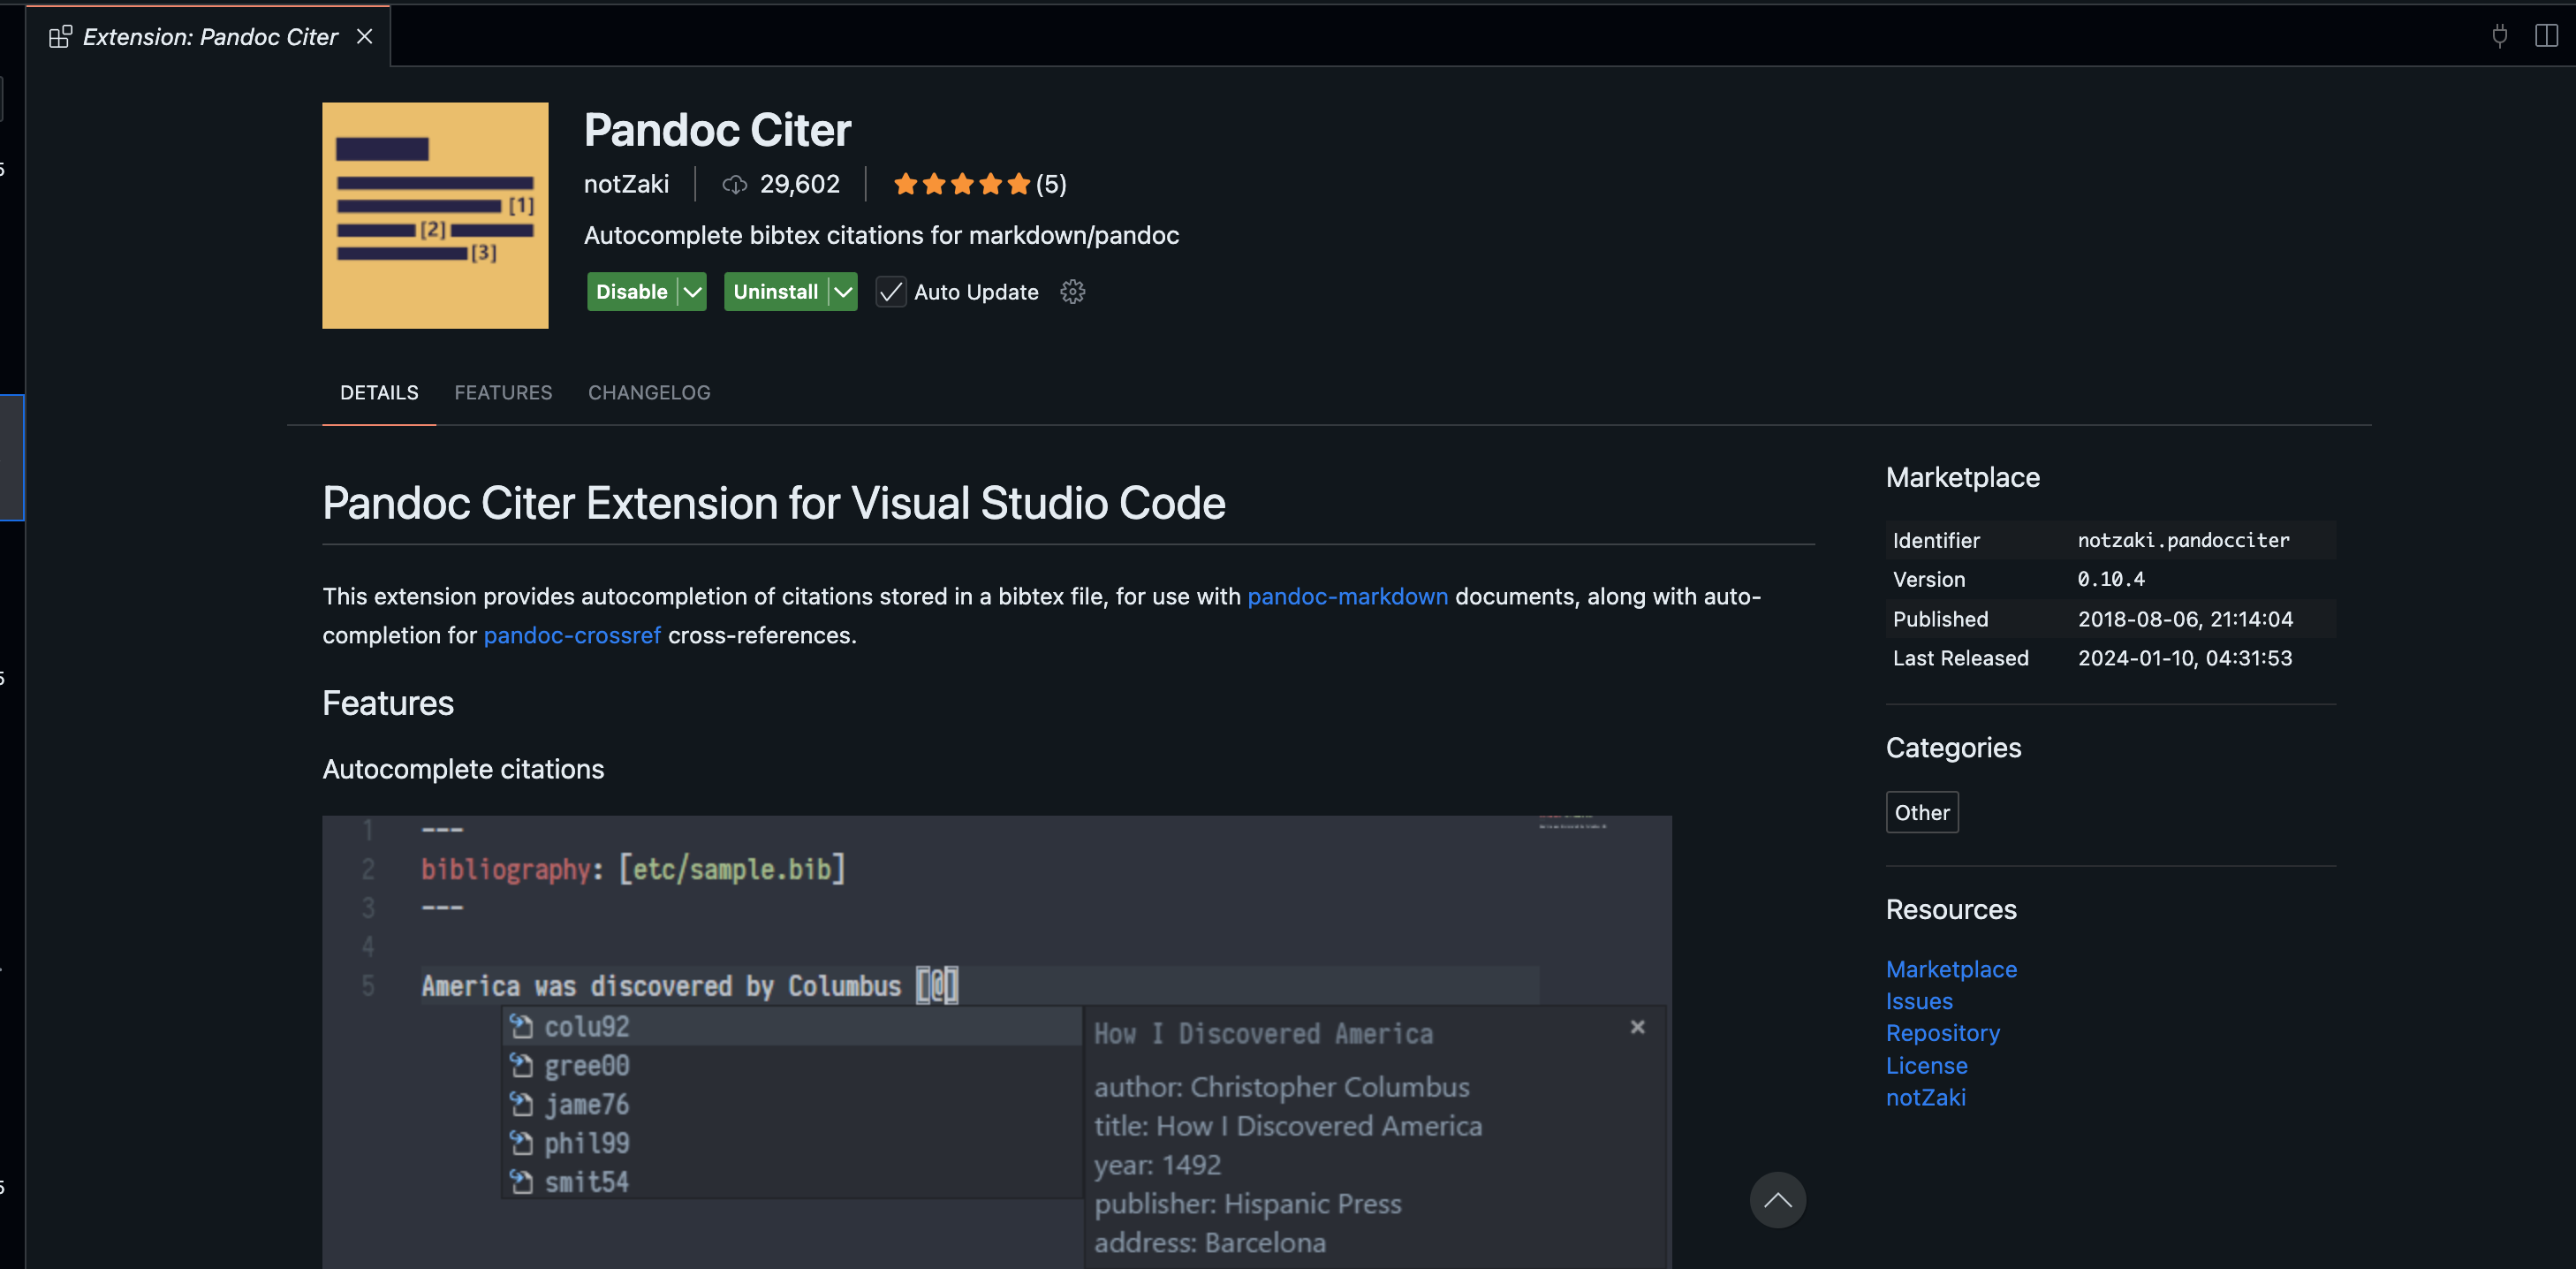 Extension: Pandoc Citer
Pandoc Citer
notZaki
29,602
(5)
Autocomplete bibtex citations for markdown/pandoc
Disable
Uninstall
Auto Update
[1]
[2]
[3]
DETAILS
FEATURES
CHANGELOG
Pandoc Citer Extension for Visual Studio Code
This extension provides autocompletion of citations stored in a bibtex file, for use with pandoc-markdown documents, along with auto-
completion for pandoc-crossref cross-references.
Features
Autocomplete citations
1 ---
2 bibliography: [etc/sample.bib]
3 ---
4
5 America was discovered by Columbus [@]
colu92
gree00
jame76
phil99
smit54
How I Discovered America
author: Christopher Columbus
title: How I Discovered America
year: 1492
publisher: Hispanic Press
address: Barcelona
Marketplace
Identifier notzaki.pandocciter
Version 0.10.4
Published 2018-08-06, 21:14:04
Last Released 2024-01-10, 04:31:53
Categories
Other
Resources
Marketplace
Issues
Repository
License
notZaki